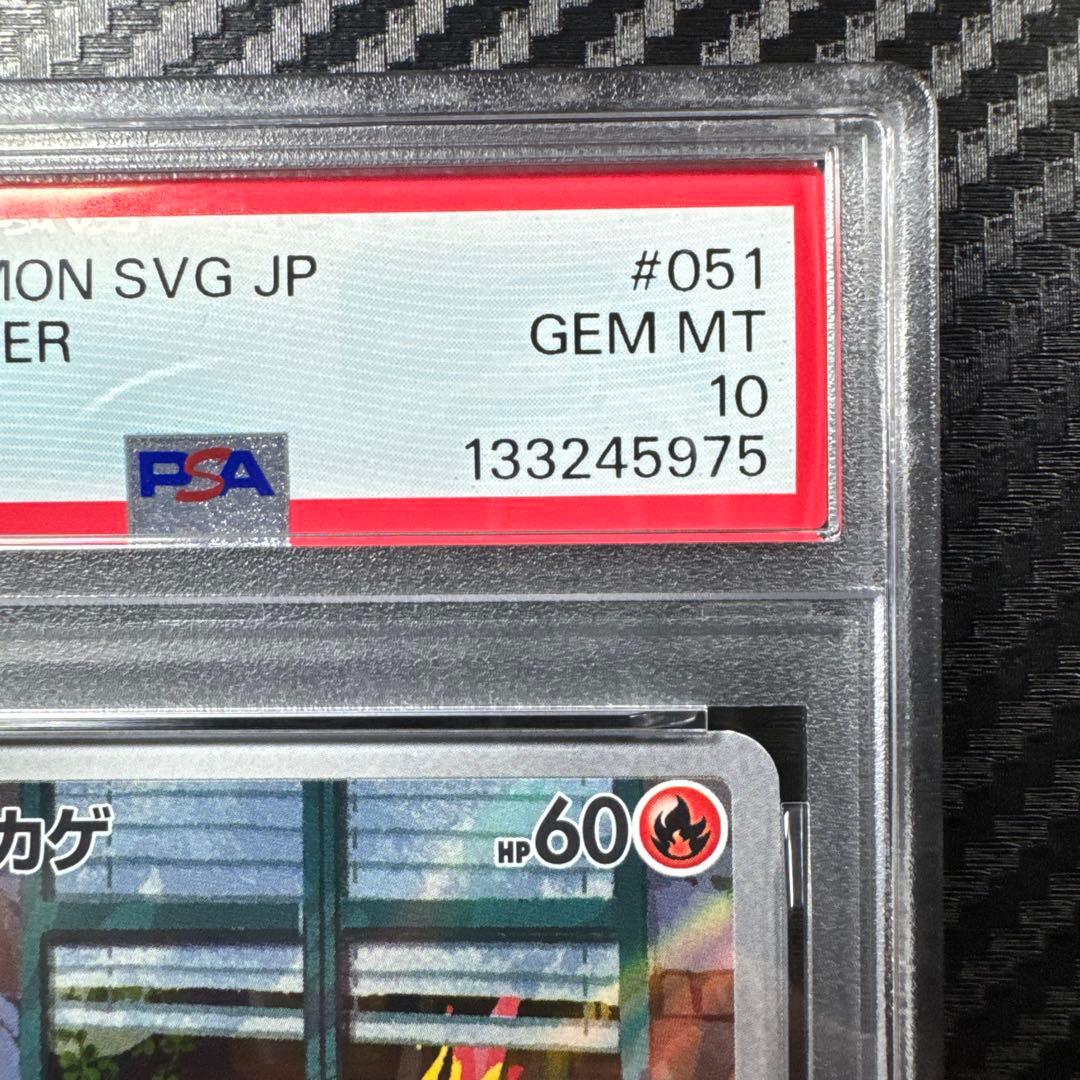 MON SVG JP #051
ER GEM MT
10
PSA 133245975
カゲ HP60